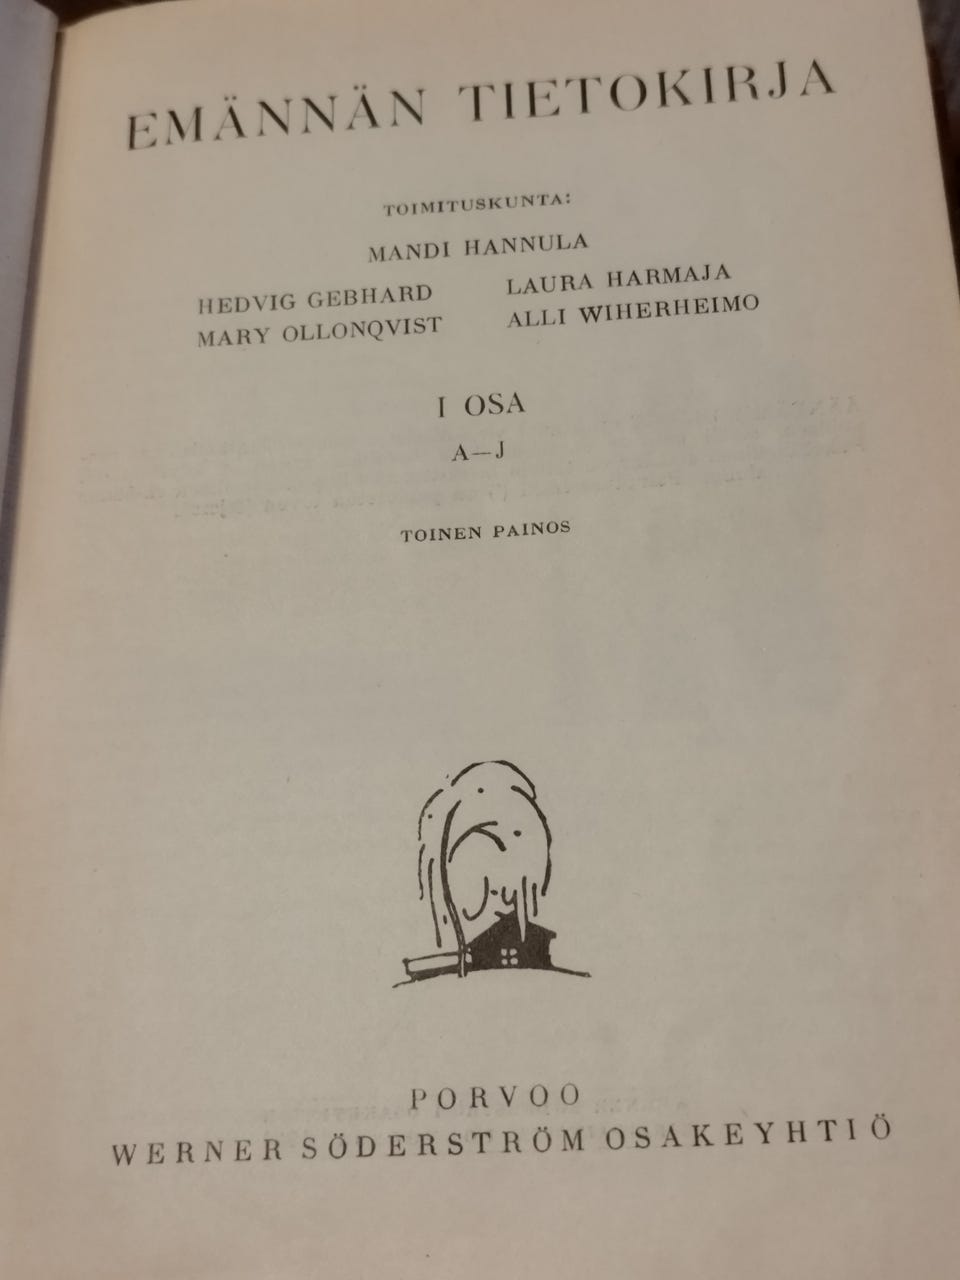 EMÄNNÄN TIETOKIRJA
TOIMITUSKUNTA:
MANDI HANNULA
HEDVIG GEBHARD LAURA HARMAJA
MARY OLLONQVIST ALLI WIHERHEIMO
I OSA
A—J
TOINEN PAINOS
PORVOO
WERNER SÖDERSTRÖM OSAKEYHTIÖ